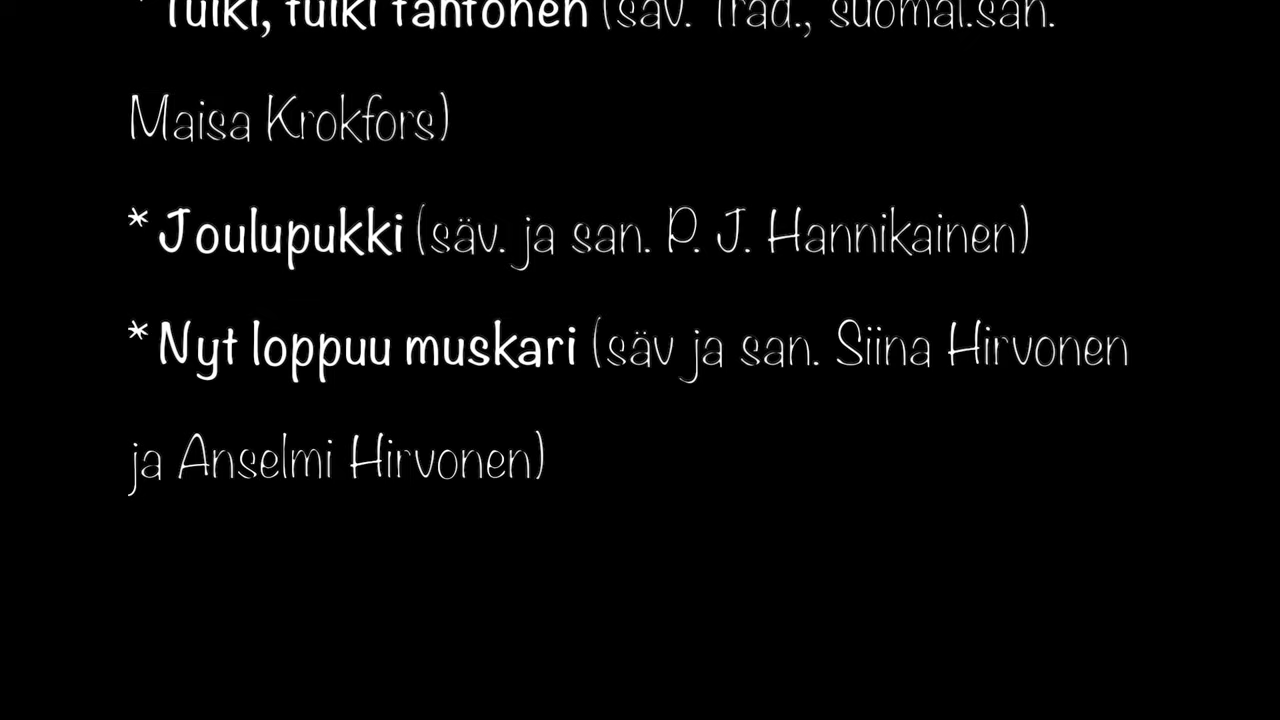 * Tuiki, tuiki tähtönen (säv. Trad., suomal.san.
Maisa Krokfors)
* Joulupukki (säv. ja san. P. J. Hannikainen)
* Nyt loppuu muskari (säv ja san. Siina Hirvonen
ja Anselmi Hirvonen)